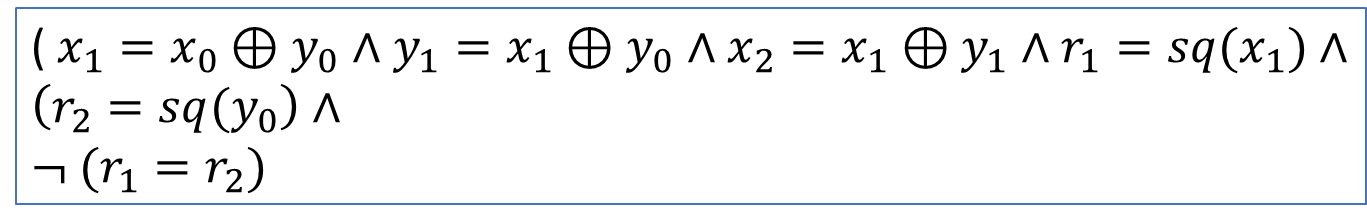 ( x₁ = x₀ ⊕ y₀ ∧ y₁ = x₁ ⊕ y₀ ∧ x₂ = x₁ ⊕ y₁ ∧ r₁ = sq(x₁) ∧
(r₂ = sq(y₀) ∧
¬ (r₁ = r₂)